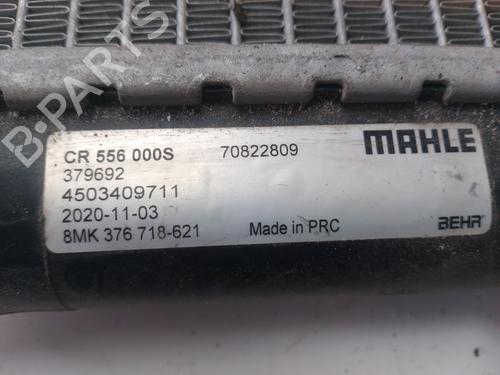 CR 556 000S 70822809 MAHLE
379692
4503409711
2020-11-03
8MK 376 718-621 Made in PRC BEHR
B-PARTS